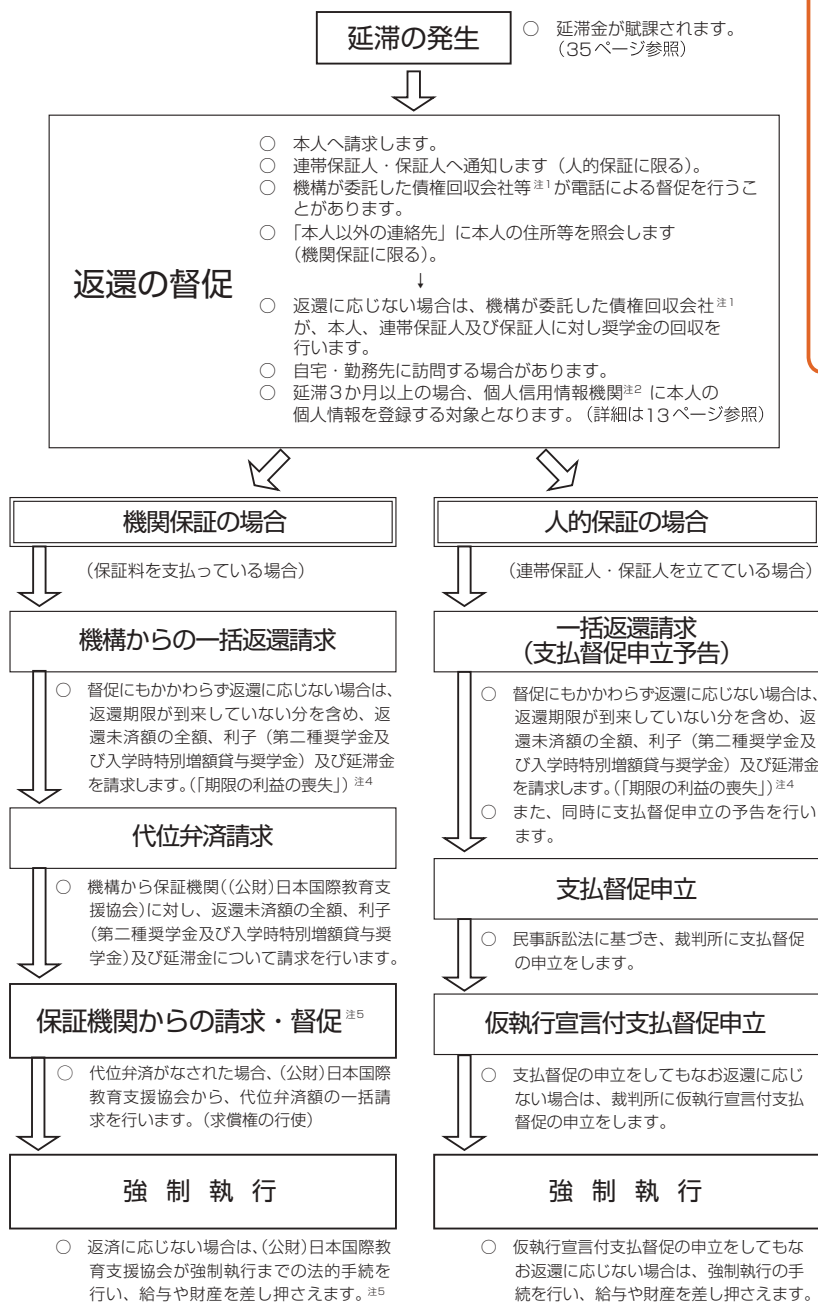 延滞の発生
○ 延滞金が賦課されます。
(35ページ参照)
返還の督促
○ 本人へ請求します。
○ 連帯保証人・保証人へ通知します(人的保証に限る)。
○ 機構が委託した債権回収会社等注1が電話による督促を行うこ
とがあります。
○ 「本人以外の連絡先」に本人の住所等を照会します
(機関保証に限る)。
↓
○ 返還に応じない場合は、機構が委託した債権回収会社注1
が、本人、連帯保証人及び保証人に対し奨学金の回収を
行います。
○ 自宅・勤務先に訪問する場合があります。
○ 延滞3か月以上の場合、個人信用情報機関注2 に本人の
個人情報を登録する対象となります。(詳細は13ページ参照)
機関保証の場合
(保証料を支払っている場合)
機構からの一括返還請求
○ 督促にもかかわらず返還に応じない場合は、
返還期限が到来していない分を含め、返
還未済額の全額、利子(第二種奨学金及
び入学時特別増額貸与奨学金)及び延滞金
を請求します。(「期限の利益の喪失」)注4
代位弁済請求
○ 機構から保証機関((公財)日本国際教育支
援協会)に対し、返還未済額の全額、利子
(第二種奨学金及び入学時特別増額貸与奨
学金)及び延滞金について請求を行います。
保証機関からの請求・督促注5
○ 代位弁済がなされた場合、(公財)日本国際
教育支援協会から、代位弁済額の一括請
求を行います。(求償権の行使)
強制執行
○ 返済に応じない場合は、(公財)日本国際教
育支援協会が強制執行までの法的手続を
行い、給与や財産を差し押さえます。注5
人的保証の場合
(連帯保証人・保証人を立てている場合)
一括返還請求
(支払督促申立予告)
○ 督促にもかかわらず返還に応じない場合は、
返還期限が到来していない分を含め、返
還未済額の全額、利子(第二種奨学金及
び入学時特別増額貸与奨学金)及び延滞金
を請求します。(「期限の利益の喪失」)注4
○ また、同時に支払督促申立の予告を行い
ます。
支払督促申立
○ 民事訴訟法に基づき、裁判所に支払督促
の申立をします。
仮執行宣言付支払督促申立
○ 支払督促の申立をしてもなお返還に応じ
ない場合は、裁判所に仮執行宣言付支払
督促の申立をします。
強制執行
○ 仮執行宣言付支払督促の申立をしてもな
お返還に応じない場合は、強制執行の手
続を行い、給与や財産を差し押さえます。